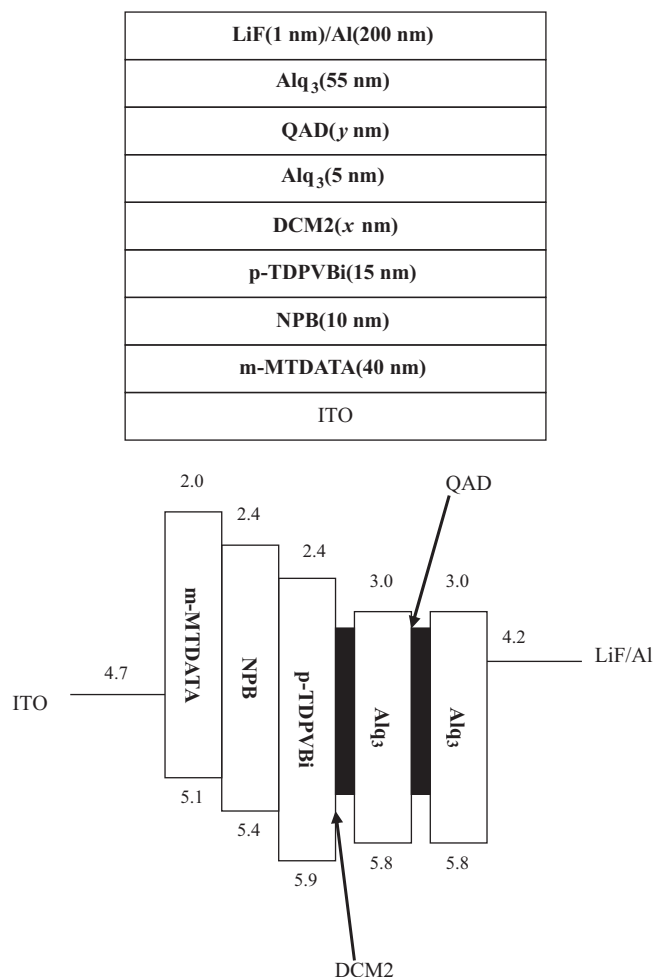 LiF(1 nm)/Al(200 nm)
Alq3(55 nm)
QAD(y nm)
Alq3(5 nm)
DCM2(x nm)
p-TDPVBi(15 nm)
NPB(10 nm)
m-MTDATA(40 nm)
ITO
QAD
2.0
2.4
2.4
3.0
3.0
4.2
LiF/Al
4.7
ITO
m-MTDATA
NPB
p-TDPVBi
Alq3
Alq3
5.1
5.4
5.9
5.8
5.8
DCM2